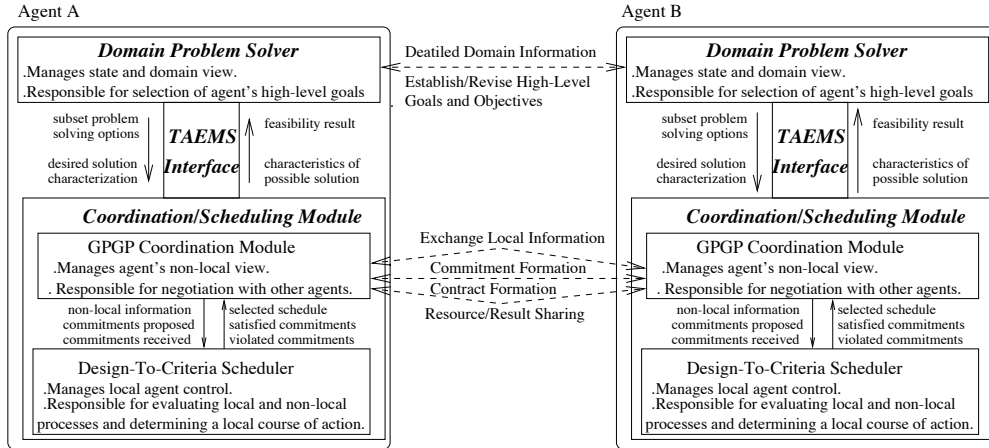 Agent A
Domain Problem Solver
.Manages state and domain view.
.Responsible for selection of agent's high-level goals
subset problem
solving options
desired solution
characterization
TAEMS
Interface
feasibility result
characteristics of
possible solution
Coordination/Scheduling Module
GPGP Coordination Module
.Manages agent's non-local view.
. Responsible for negotiation with other agents.
non-local information
commitments proposed
commitments received
selected schedule
satisfied commitments
violated commitments
Design-To-Criteria Scheduler
.Manages local agent control.
.Responsible for evaluating local and non-local
processes and determining a local course of action.
Deatiled Domain Information
Establish/Revise High-Level
Goals and Objectives
Exchange Local Information
Commitment Formation
Contract Formation
Resource/Result Sharing
Agent B
Domain Problem Solver
.Manages state and domain view.
.Responsible for selection of agent's high-level goals
subset problem
solving options
desired solution
characterization
TAEMS
Interface
feasibility result
characteristics of
possible solution
Coordination/Scheduling Module
GPGP Coordination Module
.Manages agent's non-local view.
. Responsible for negotiation with other agents.
non-local information
commitments proposed
commitments received
selected schedule
satisfied commitments
violated commitments
Design-To-Criteria Scheduler
.Manages local agent control.
.Responsible for evaluating local and non-local
processes and determining a local course of action.